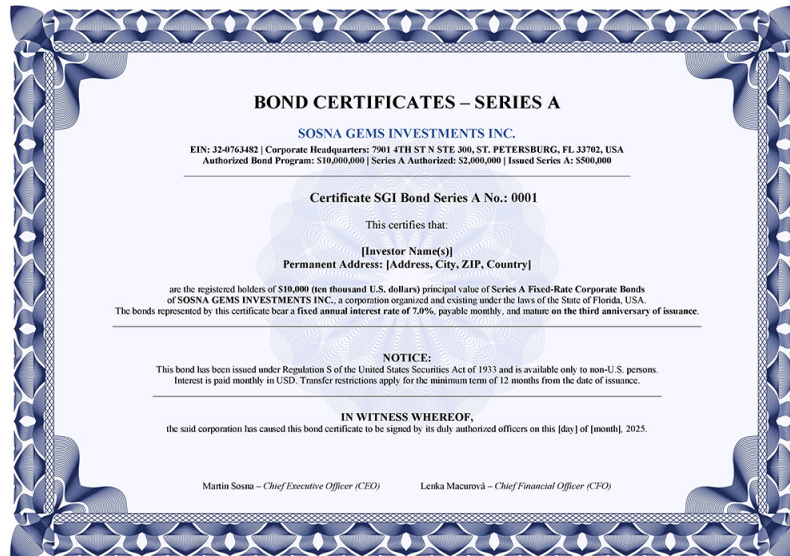 BOND CERTIFICATES – SERIES A
SOSNA GEMS INVESTMENTS INC.
EIN: 32-0763482 | Corporate Headquarters: 7901 4TH ST N STE 300, ST. PETERSBURG, FL 33702, USA
Authorized Bond Program: $10,000,000 | Series A Authorized: $2,000,000 | Issued Series A: $500,000
Certificate SGI Bond Series A No.: 0001
This certifies that:
[Investor Name(s)]
Permanent Address: [Address, City, ZIP, Country]
are the registered holders of $10,000 (ten thousand U.S. dollars) principal value of Series A Fixed-Rate Corporate Bonds
of SOSNA GEMS INVESTMENTS INC., a corporation organized and existing under the laws of the State of Florida, USA.
The bonds represented by this certificate bear a fixed annual interest rate of 7.0%, payable monthly, and mature on the third anniversary of issuance.
NOTICE:
This bond has been issued under Regulation S of the United States Securities Act of 1933 and is available only to non-U.S. persons.
Interest is paid monthly in USD. Transfer restrictions apply for the minimum term of 12 months from the date of issuance.
IN WITNESS WHEREOF,
the said corporation has caused this bond certificate to be signed by its duly authorized officers on this [day] of [month], 2025.
Martin Sosna – Chief Executive Officer (CEO) Lenka Macurová – Chief Financial Officer (CFO)